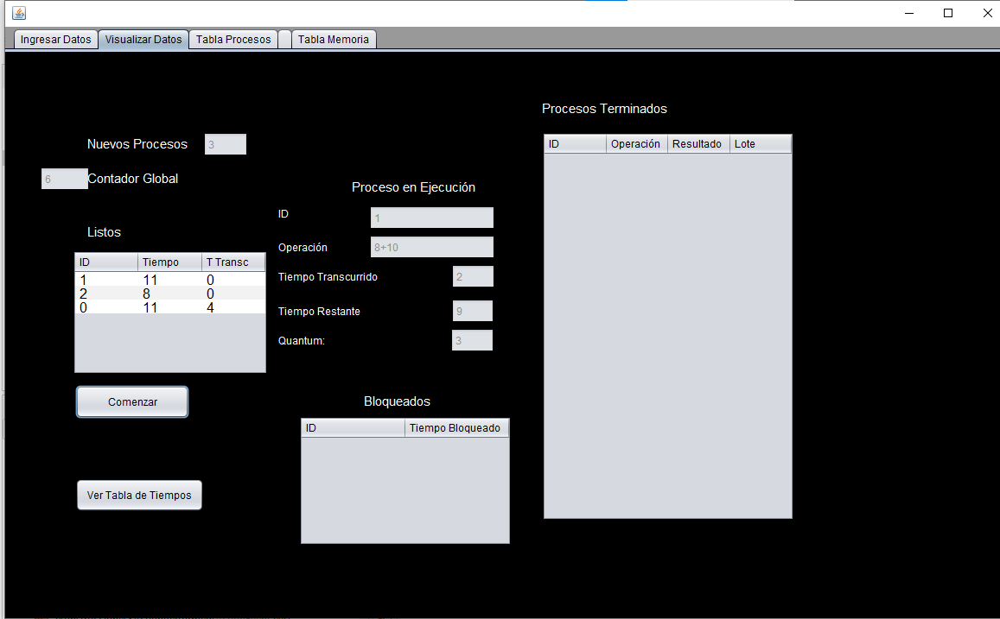 Ingresar Datos Visualizar Datos Tabla Procesos Tabla Memoria
Nuevos Procesos 3
6 Contador Global
Listos
ID Tiempo T Transc
1 11 0
2 8 0
0 11 4
Comenzar
Ver Tabla de Tiempos
Proceso en Ejecución
ID 1
Operación 8+10
Tiempo Transcurrido 2
Tiempo Restante 9
Quantum: 3
Bloqueados
ID Tiempo Bloqueado
Procesos Terminados
ID Operación Resultado Lote